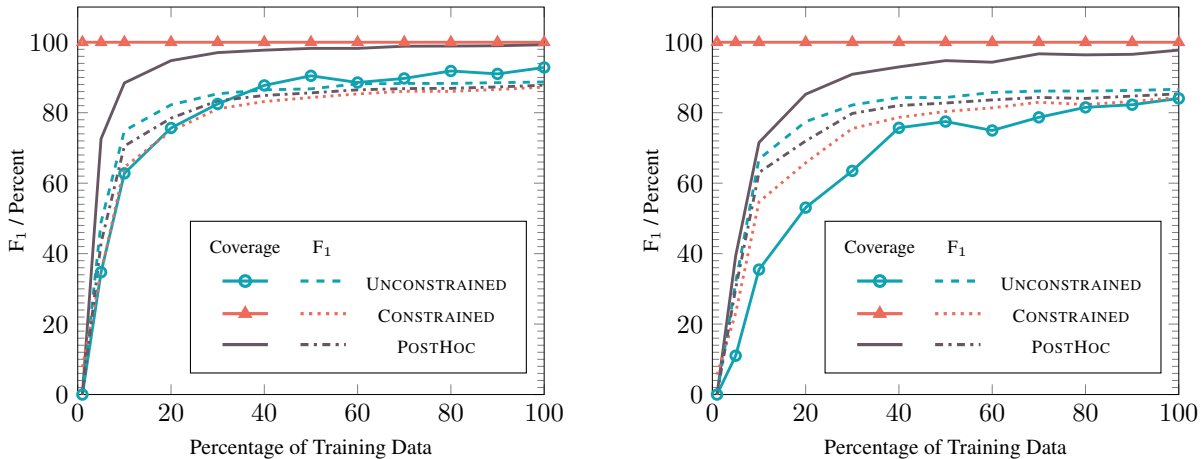 100
80
60
40
20
0
F1 / Percent
Coverage F1
UNCONSTRAINED
CONSTRAINED
POSTHOC
0 20 40 60 80 100
Percentage of Training Data
100
80
60
40
20
0
F1 / Percent
Coverage F1
UNCONSTRAINED
CONSTRAINED
POSTHOC
0 20 40 60 80 100
Percentage of Training Data